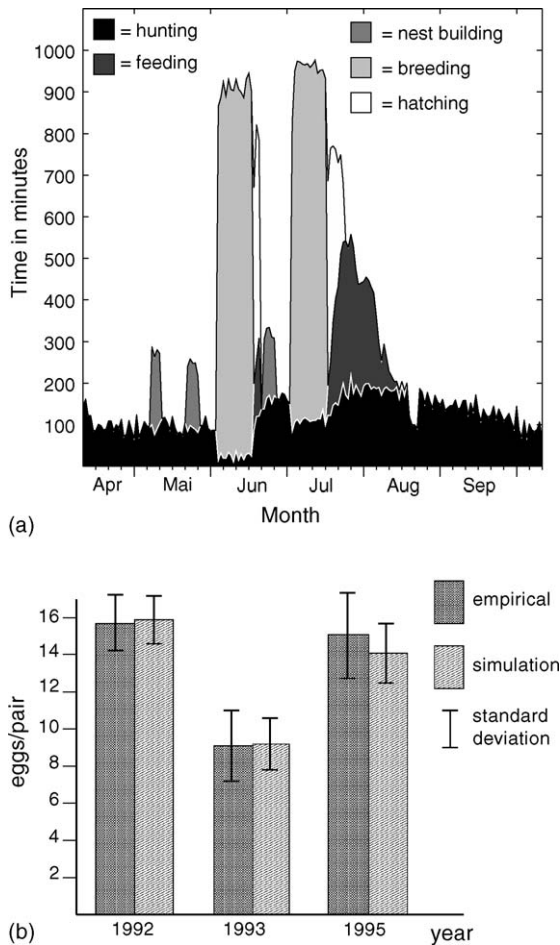 1000
900
800
700
600
500
400
300
200
100
Time in minutes
= hunting
= feeding
= nest building
= breeding
= hatching
Apr Mai Jun Jul Aug Sep
Month
(a)
16
14
12
10
8
6
4
2
eggs/pair
empirical
simulation
standard
deviation
1992 1993 1995 year
(b)